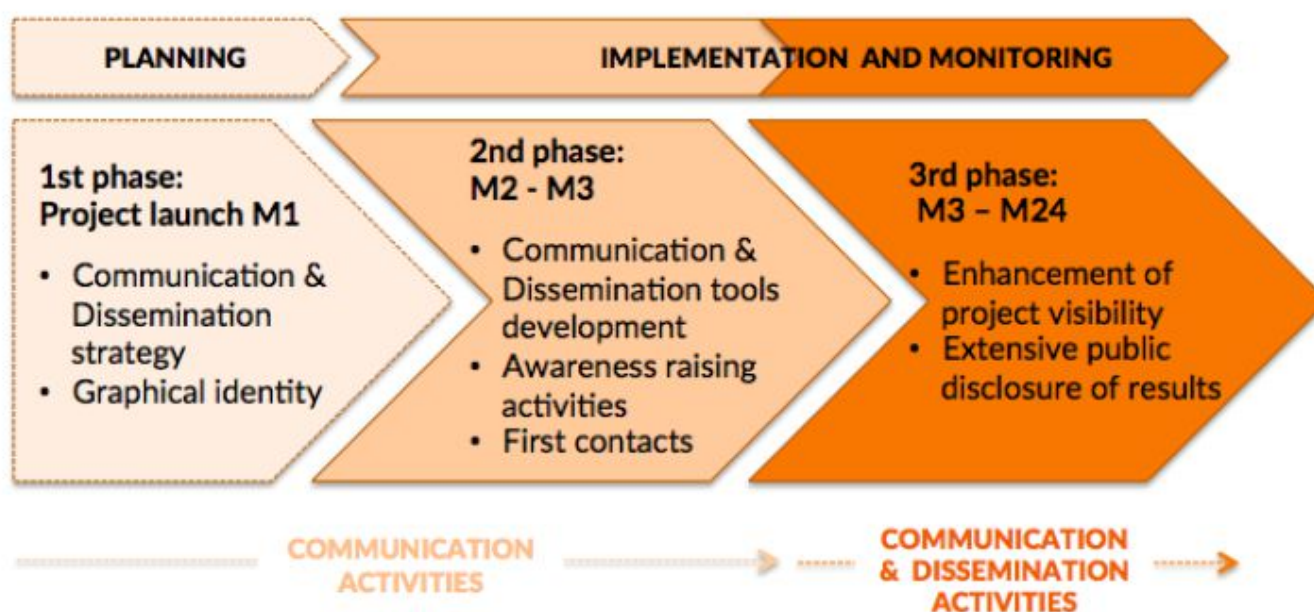 PLANNING
IMPLEMENTATION AND MONITORING
1st phase:
Project launch M1
• Communication &
Dissemination
strategy
• Graphical identity
2nd phase:
M2 - M3
• Communication &
Dissemination tools
development
• Awareness raising
activities
• First contacts
3rd phase:
M3 – M24
• Enhancement of
project visibility
• Extensive public
disclosure of results
COMMUNICATION
ACTIVITIES
COMMUNICATION
& DISSEMINATION
ACTIVITIES